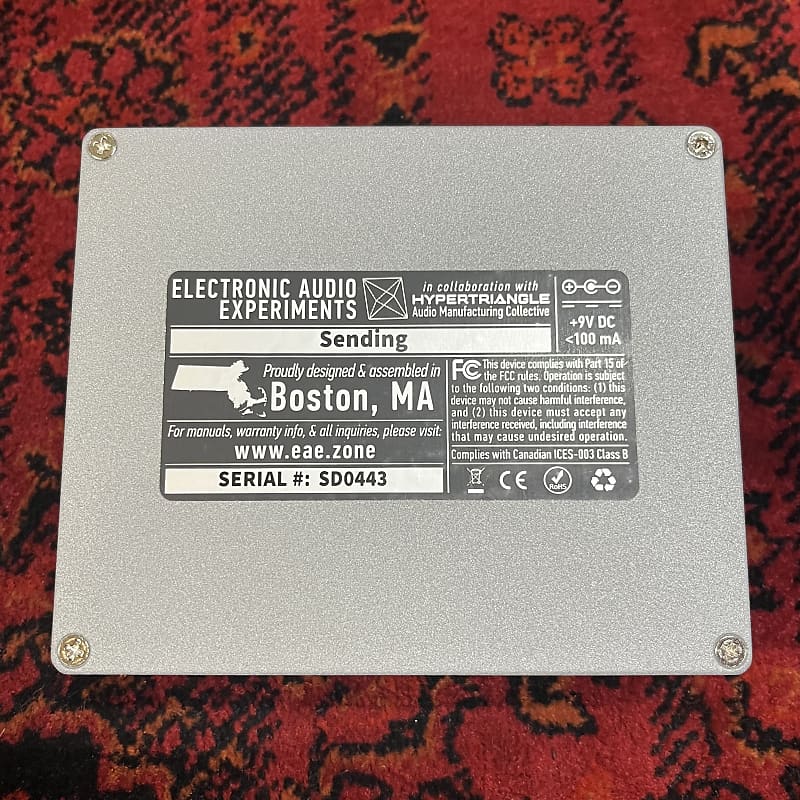 ELECTRONIC AUDIO
EXPERIMENTS
in collaboration with
HYPERTRIANGLE
Audio Manufacturing Collective
+9V DC
<100 mA
Sending
Proudly designed & assembled in
Boston, MA
For manuals, warranty info, & all inquiries, please visit:
www.eae.zone
SERIAL #: SD0443
FC This device complies with Part 15 of
the FCC rules. Operation is subject
to the following two conditions: (1) this
device may not cause harmful interference,
and (2) this device must accept any
interference received, including interference
that may cause undesired operation.
Complies with Canadian ICES-003 Class B
CE
RoHS